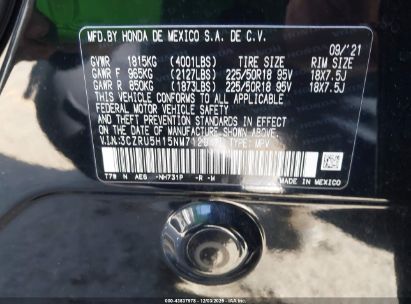 MFD.BY HONDA DE MEXICO S.A. DE C.V.
09/'21
GVWR 1815KG (4001LBS) TIRE SIZE RIM SIZE
GAWR F 965KG (2127LBS) 225/50R18 95V 18X7.5J
GAWR R 850KG (1873LBS) 225/50R18 95V 18X7.5J
THIS VEHICLE CONFORMS TO ALL APPLICABLE
FEDERAL MOTOR VEHICLE SAFETY AND THEFT
PREVENTION STANDARDS IN EFFECT ON THE DATE
OF MANUFACTURE SHOWN ABOVE.
V.I.N: TYPE: MPV
NH731P -R -M
MADE IN MEXICO